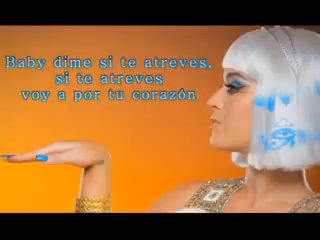 Baby dime si te atreves,
si te atreves
voy a por tu corazón